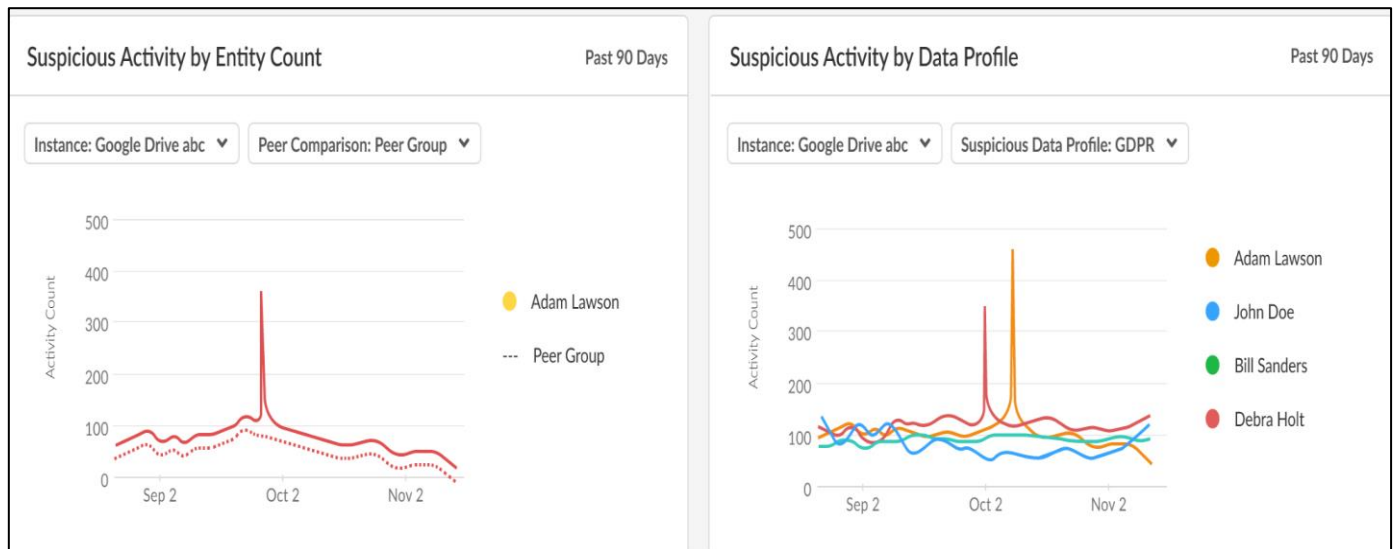 Suspicious Activity by Entity Count
Past 90 Days
Instance: Google Drive abc
Peer Comparison: Peer Group
Activity Count
500
400
300
200
100
0
Sep 2
Oct 2
Nov 2
Adam Lawson
Peer Group
Suspicious Activity by Data Profile
Past 90 Days
Instance: Google Drive abc
Suspicious Data Profile: GDPR
Activity Count
500
400
300
200
100
0
Sep 2
Oct 2
Nov 2
Adam Lawson
John Doe
Bill Sanders
Debra Holt